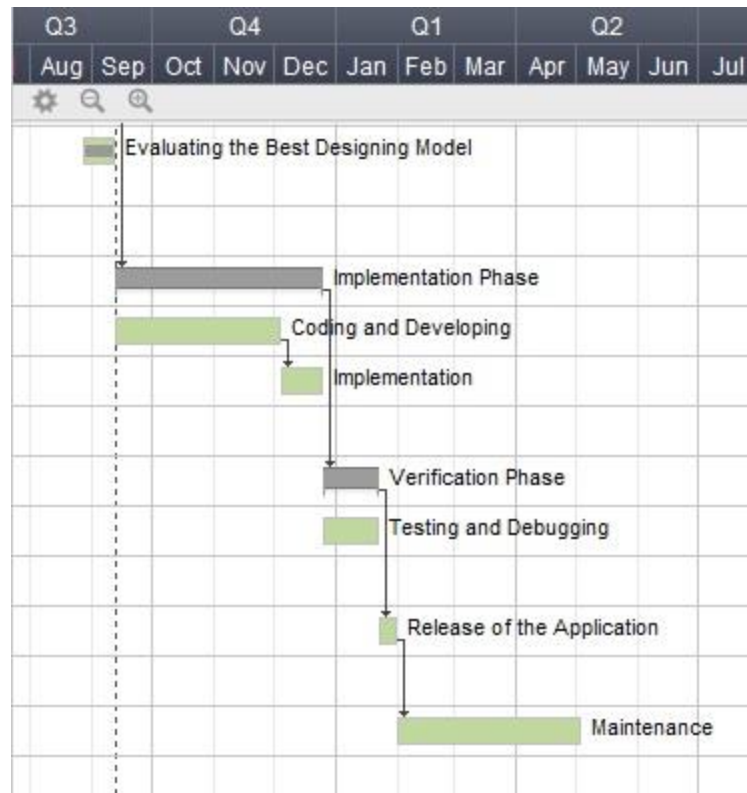 Q3 Q4 Q1 Q2
Aug Sep Oct Nov Dec Jan Feb Mar Apr May Jun Jul
Evaluating the Best Designing Model
Implementation Phase
Coding and Developing
Implementation
Verification Phase
Testing and Debugging
Release of the Application
Maintenance